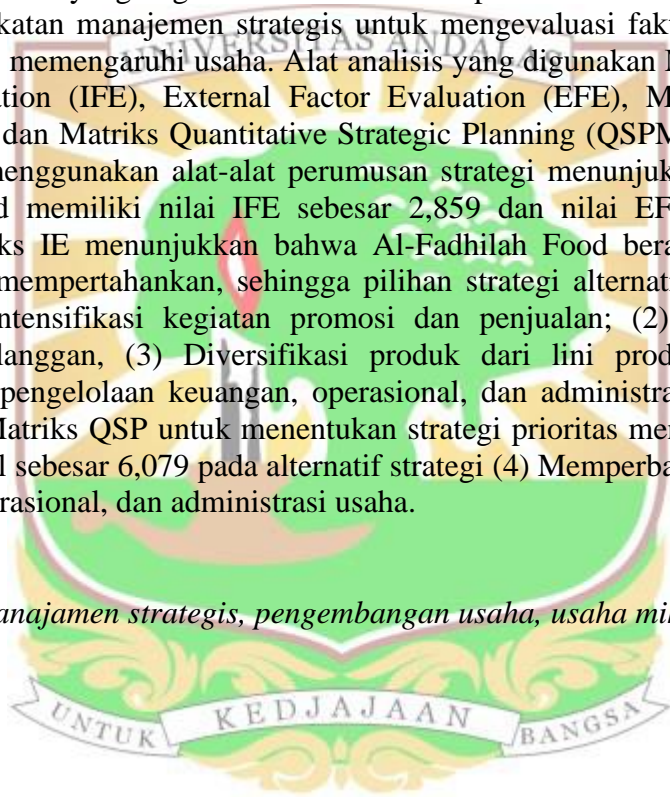 katan manajemen strategis untuk mengevaluasi fakt
UNIVERSITAS ANDALAS
memengaruhi usaha. Alat analisis yang digunakan
ation (IFE), External Factor Evaluation (EFE), M
dan Matriks Quantitative Strategic Planning (QSPM
enggunakan alat-alat perumusan strategi menunjuk
d memiliki nilai IFE sebesar 2,859 dan nilai EF
ks IE menunjukkan bahwa Al-Fadhilah Food bera
mempertahankan, sehingga pilihan strategi alternati
ntensifikasi kegiatan promosi dan penjualan; (2)
langgan, (3) Diversifikasi produk dari lini prod
pengelolaan keuangan, operasional, dan administra
Matriks QSP untuk menentukan strategi prioritas me
l sebesar 6,079 pada alternatif strategi (4) Memperba
rasional, dan administrasi usaha.
anajamen strategis, pengembangan usaha, usaha mi
UNTUK KEDJAJAAN BANGSA